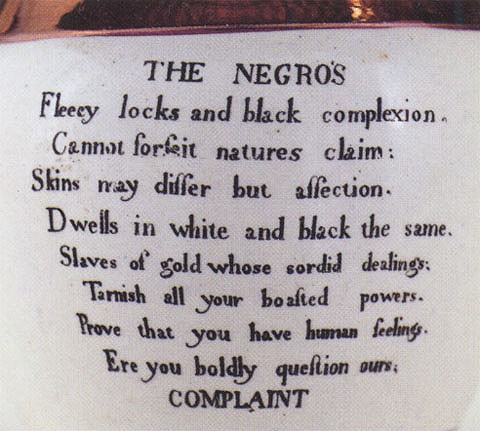 THE NEGRO'S
Fleecy locks and black complexion.
Cannot forfeit natures claim:
Skins may differ but affection.
Dwells in white and black the same.
Slaves of gold whose sordid dealings:
Tarnish all your boaſted powers.
Prove that you have human feelings.
Ere you boldly queſtion ours;
COMPLAINT